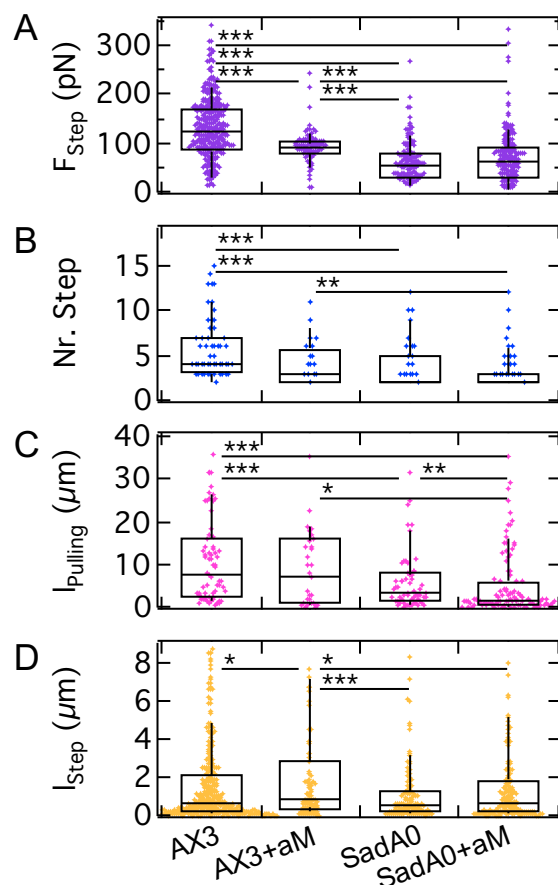 A
F_Step (pN)
300
200
100
0
***
***
***
***
***
B
Nr. Step
15
10
5
0
***
***
**
C
l_Pulling (µm)
40
30
20
10
0
***
***
**
*
D
l_Step (µm)
8
6
4
2
0
*
*
***
AX3
AX3+aM
SadA0
SadA0+aM